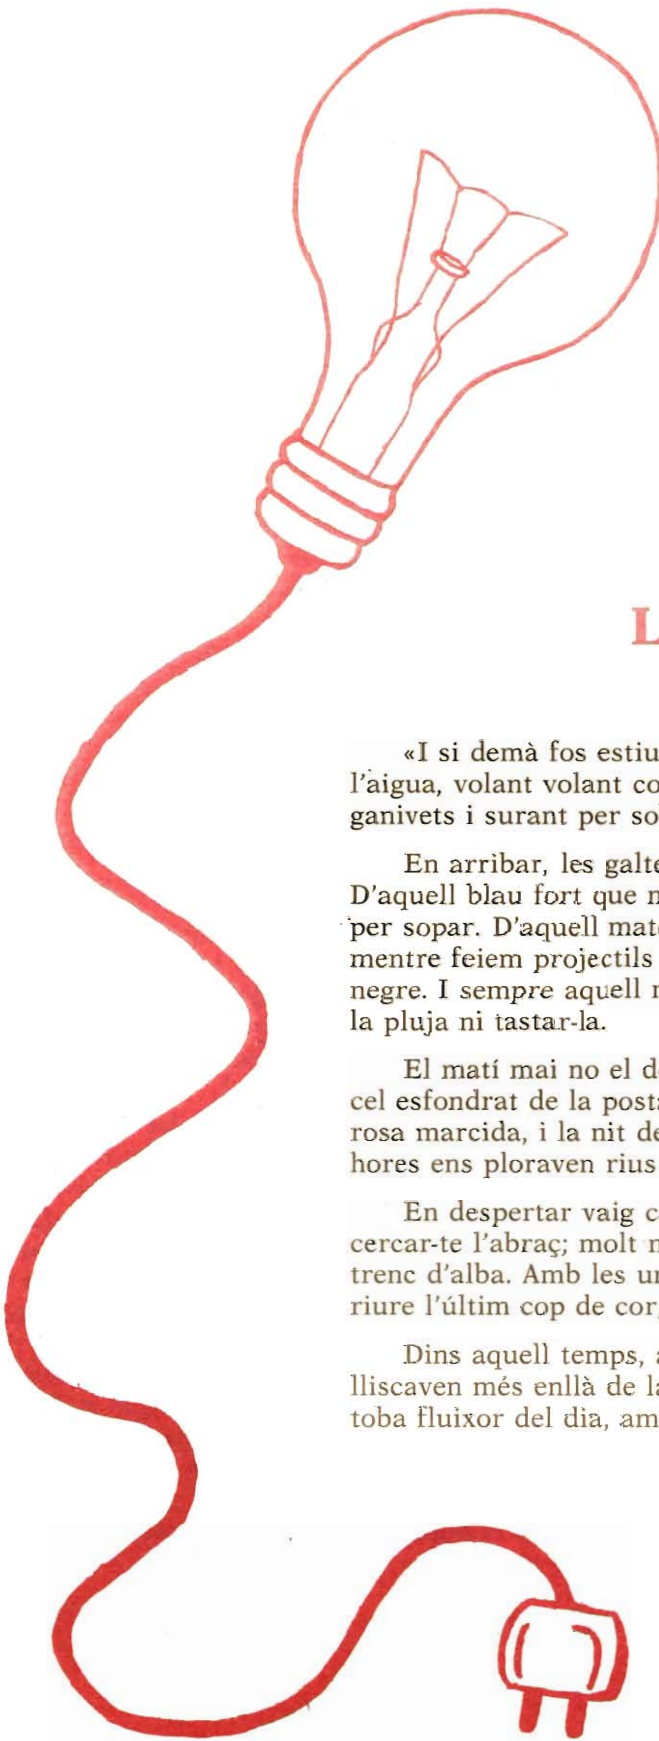 L
«I si demà fos estiu
l'aigua, volant volant co
ganivets i surant per so
En arribar, les galte
D'aquell blau fort que n
per sopar. D'aquell mate
mentre feiem projectils
negre. I sempre aquell
la pluja ni tastar-la.
El matí mai no el d
cel esfondrat de la posta
rosa marcida, i la nit de
hores ens ploraven rius
En despertar vaig c
cercar-te l'abraç; molt
trenc d'alba. Amb les un
riure l'últim cop de cor
Dins aquell temps, a
lliscaven més enllà de la
toba fluixor del dia, am